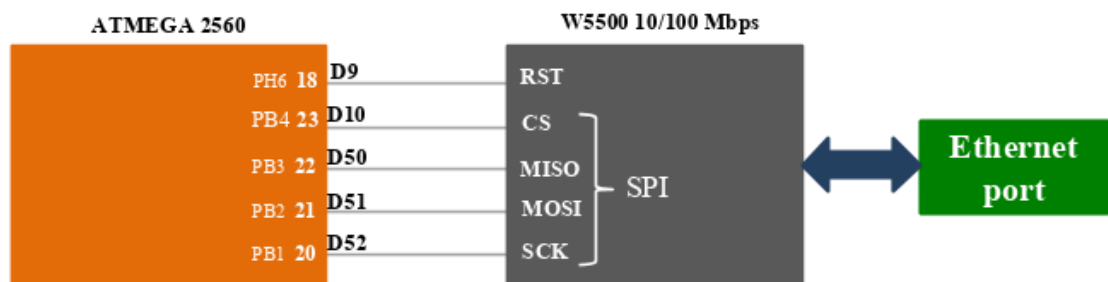 ATMEGA 2560
W5500 10/100 Mbps
PH6 18 D9 RST
PB4 23 D10 CS
PB3 22 D50 MISO
PB2 21 D51 MOSI
PB1 20 D52 SCK
SPI
Ethernet
port